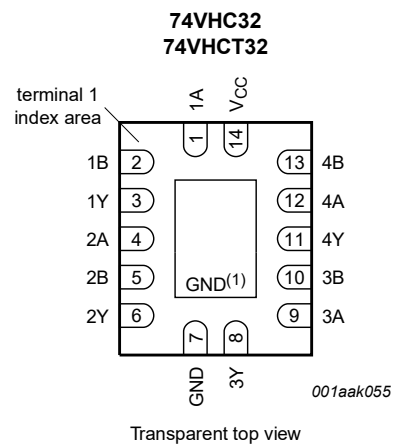 74VHC32
74VHCT32
terminal 1
index area
1A
VCC
1
14
1B 2
13 4B
1Y 3
12 4A
2A 4
11 4Y
2B 5
10 3B
GND(1)
2Y 6
9 3A
7
8
GND
3Y
001aak055
Transparent top view